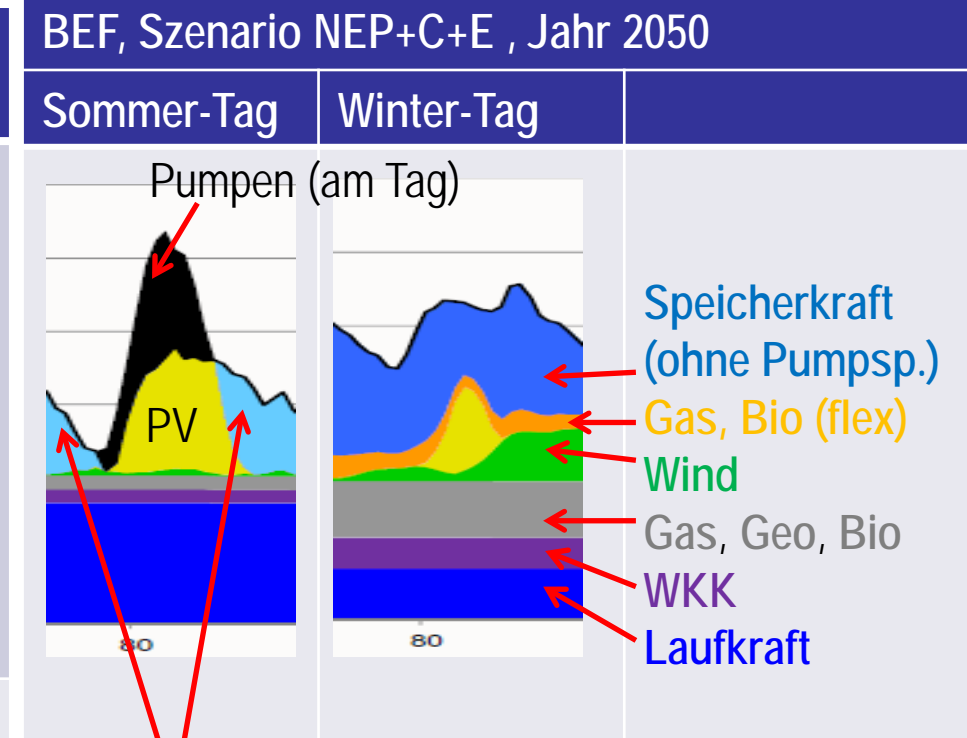 BEF, Szenario NEP+C+E , Jahr 2050
Sommer-Tag
Winter-Tag
Pumpen (am Tag)
PV
80
80
Speicherkraft
(ohne Pumpsp.)
Gas, Bio (flex)
Wind
Gas, Geo, Bio
WKK
Laufkraft